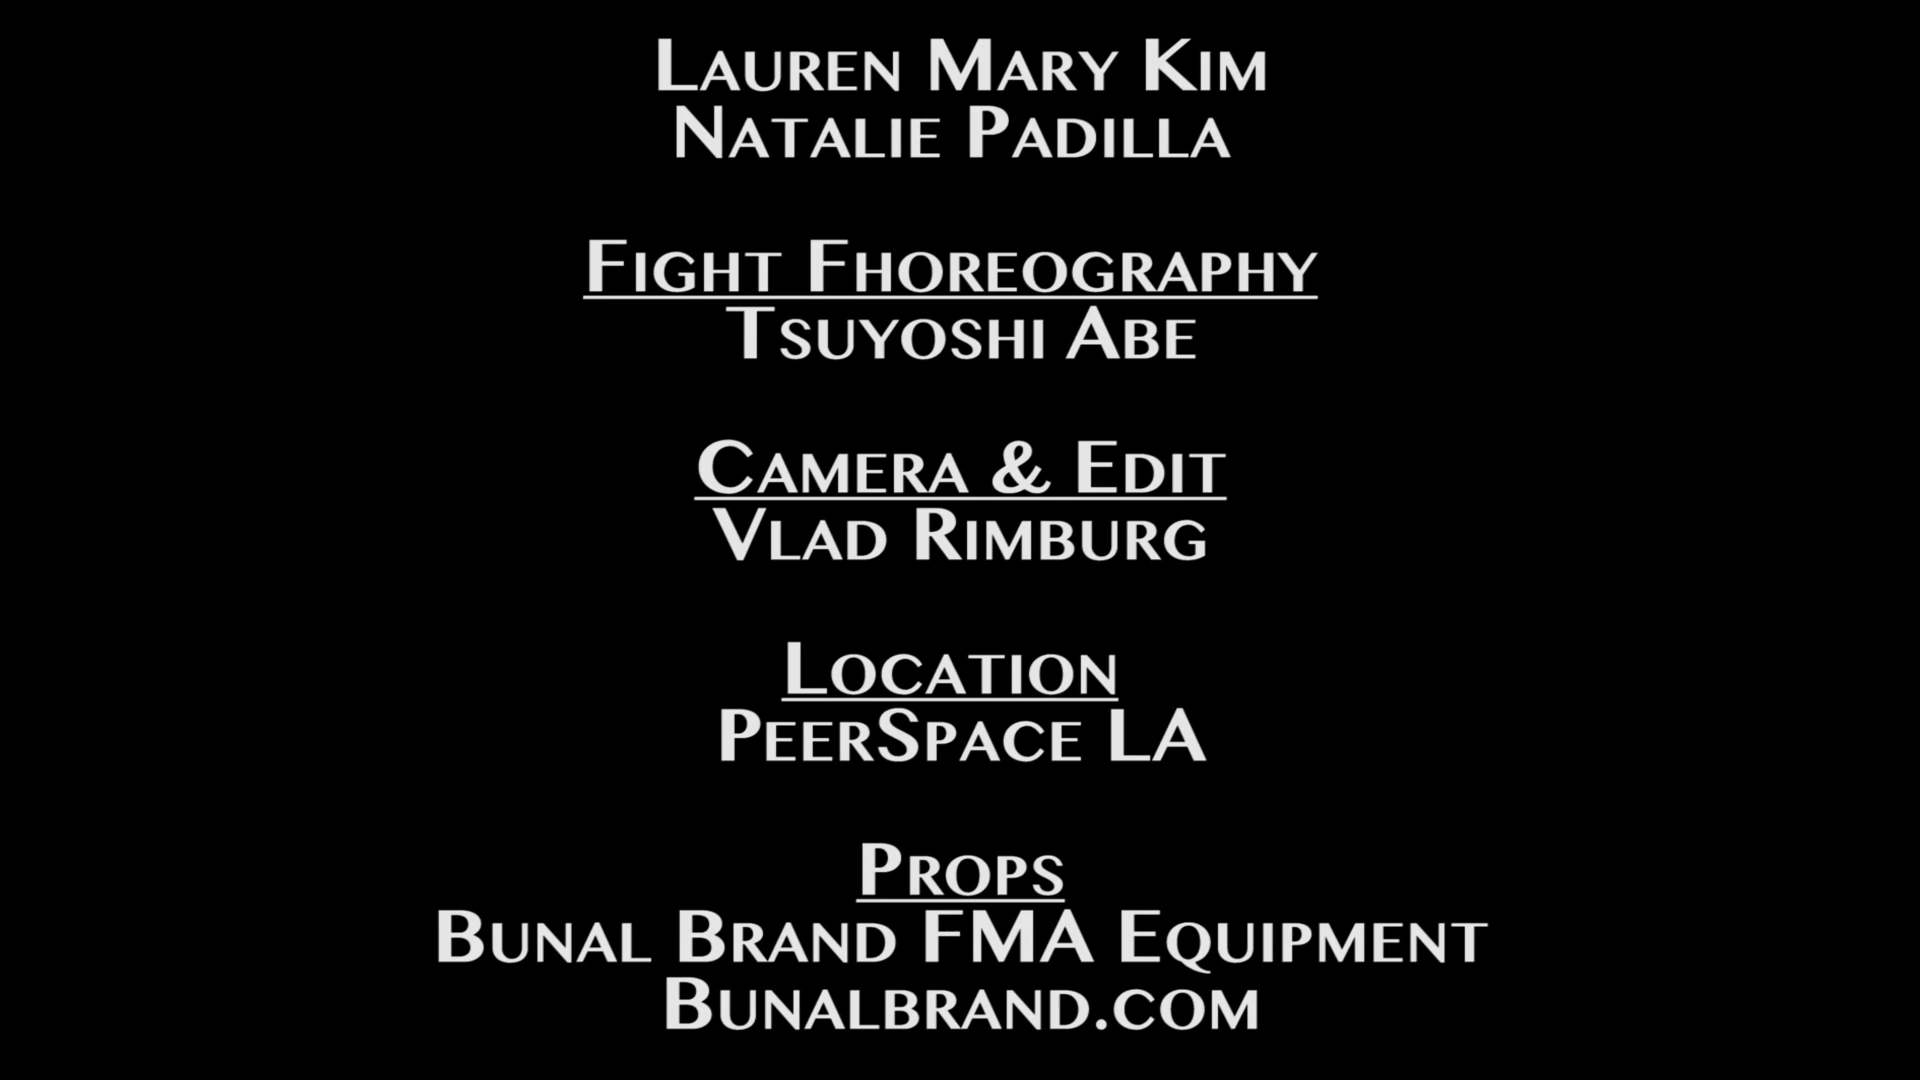 Lauren Mary Kim
Natalie Padilla
Fight Fhoreography
Tsuyoshi Abe
Camera & Edit
Vlad Rimburg
Location
PeerSpace LA
Props
Bunal Brand FMA Equipment
Bunalbrand.com